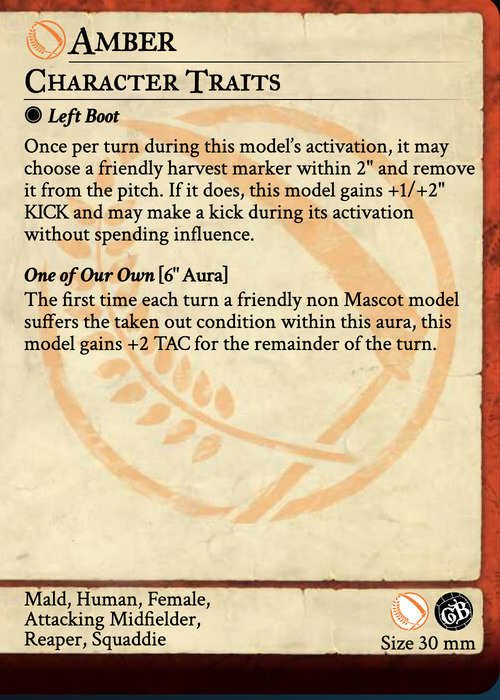 Amber
Character Traits
Left Boot
Once per turn during this model's activation, it may
choose a friendly harvest marker within 2" and remove
it from the pitch. If it does, this model gains +1/+2"
KICK and may make a kick during its activation
without spending influence.
One of Our Own [6" Aura]
The first time each turn a friendly non Mascot model
suffers the taken out condition within this aura, this
model gains +2 TAC for the remainder of the turn.
Mald, Human, Female,
Attacking Midfielder,
Reaper, Squaddie
GB
Size 30 mm